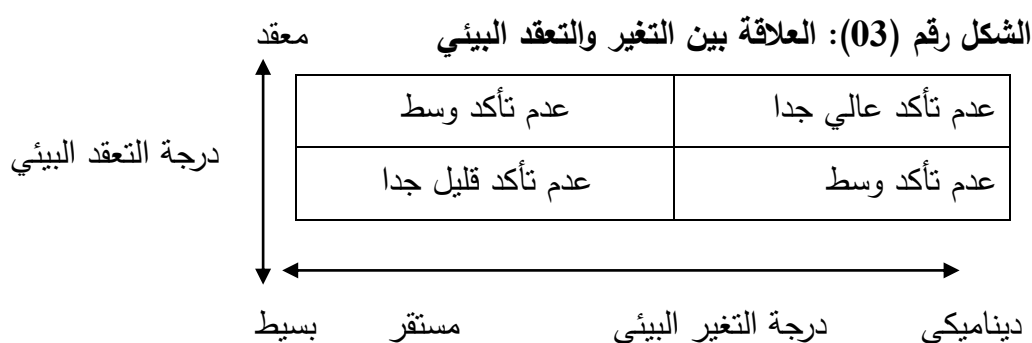 الشكل رقم (03): العلاقة بين التغير والتعقد البيئي
معقد
عدم تأكد عالي جدا
عدم تأكد وسط
درجة التعقد البيئي
عدم تأكد وسط
عدم تأكد قليل جدا
ديناميكي
درجة التغير البيئي
مستقر
بسيط